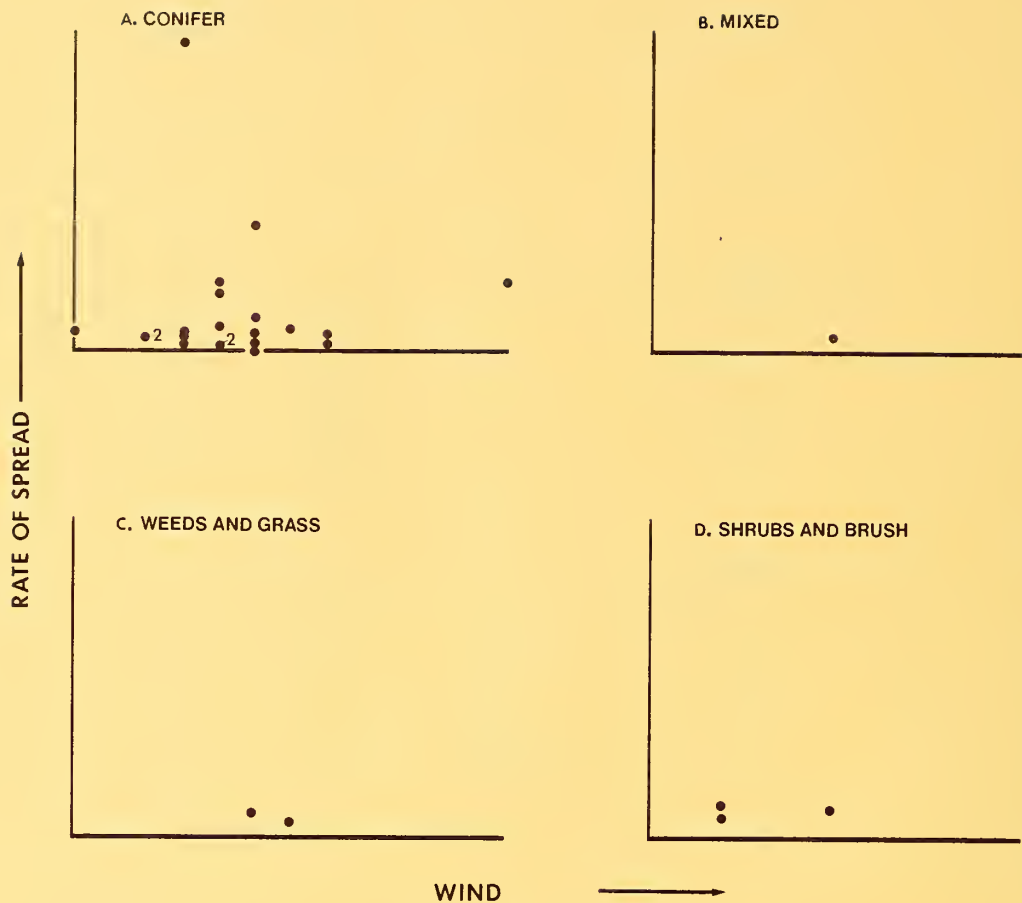 A. CONIFER
B. MIXED
2
2
C. WEEDS AND GRASS
D. SHRUBS AND BRUSH
RATE OF SPREAD
WIND